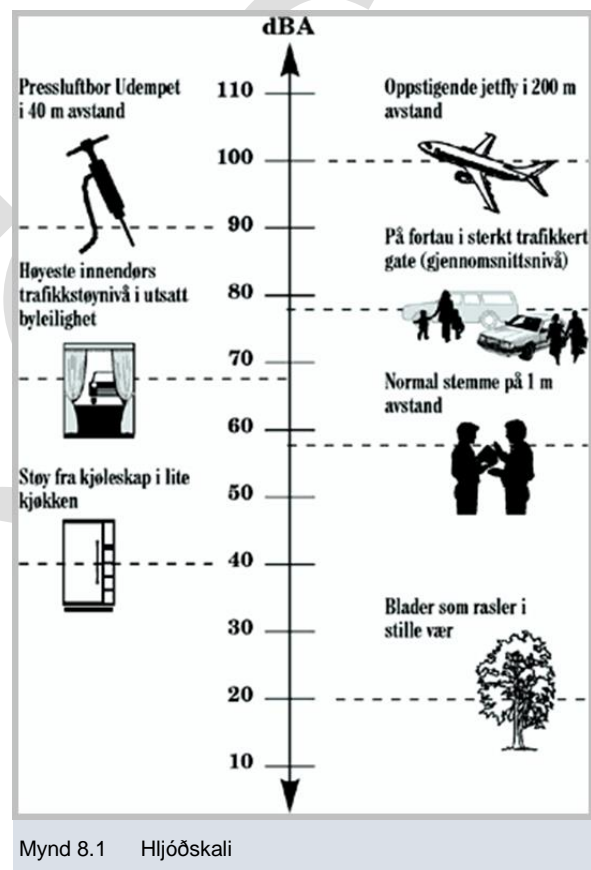 dBA
Pressluftbor Udempet
i 40 m avstand
110
Oppstigende jetfly i 200 m
avstand
100
90
På fortau i sterkt trafikkert
gate (gjennomsnittsnivå)
Høyeste innendørs
trafikkstøynivå i utsatt
byleilighet
80
70
Normal stemme på 1 m
avstand
60
Støy fra kjøleskap i lite
kjøkken
50
40
Blader som rasler i
stille vær
30
20
10
Mynd 8.1 Hljóðskali